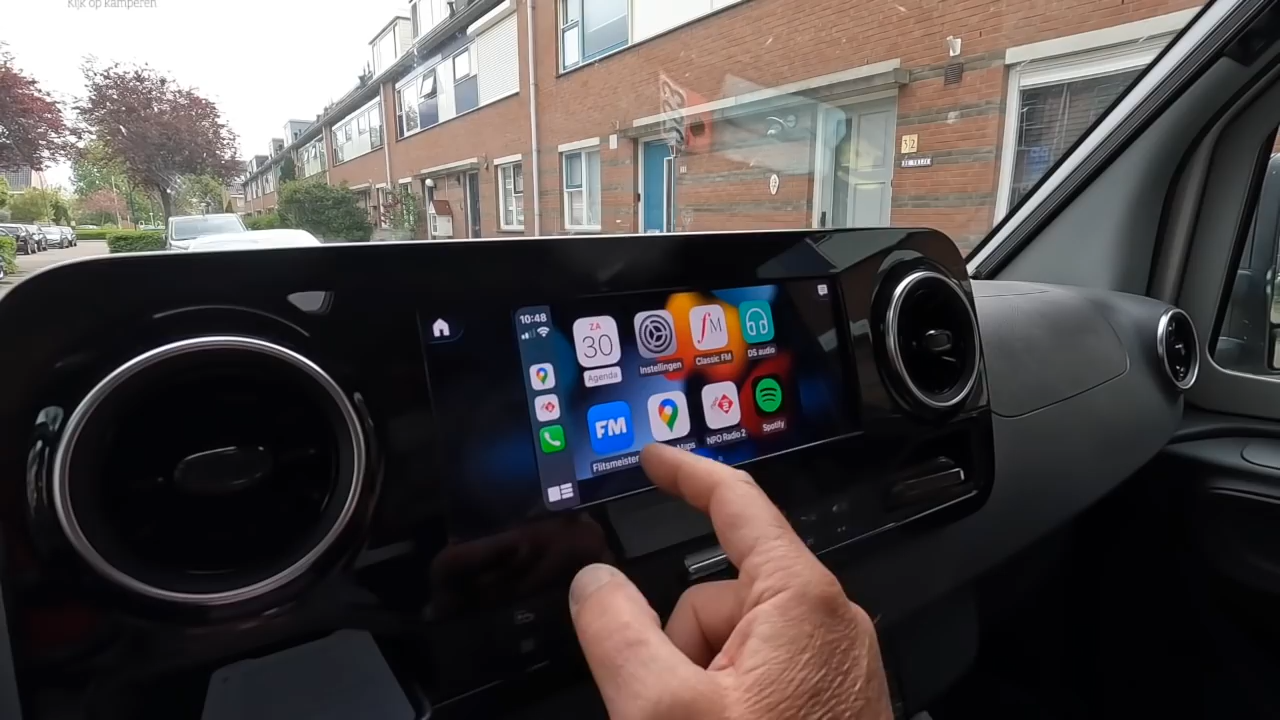 Kijk op kamperen
32
10:48
ZA
30
Agenda
Instellingen
fM
Classic FM
DS audio
FM
Flitsmeister
Maps
NPO Radio 2
Spotify